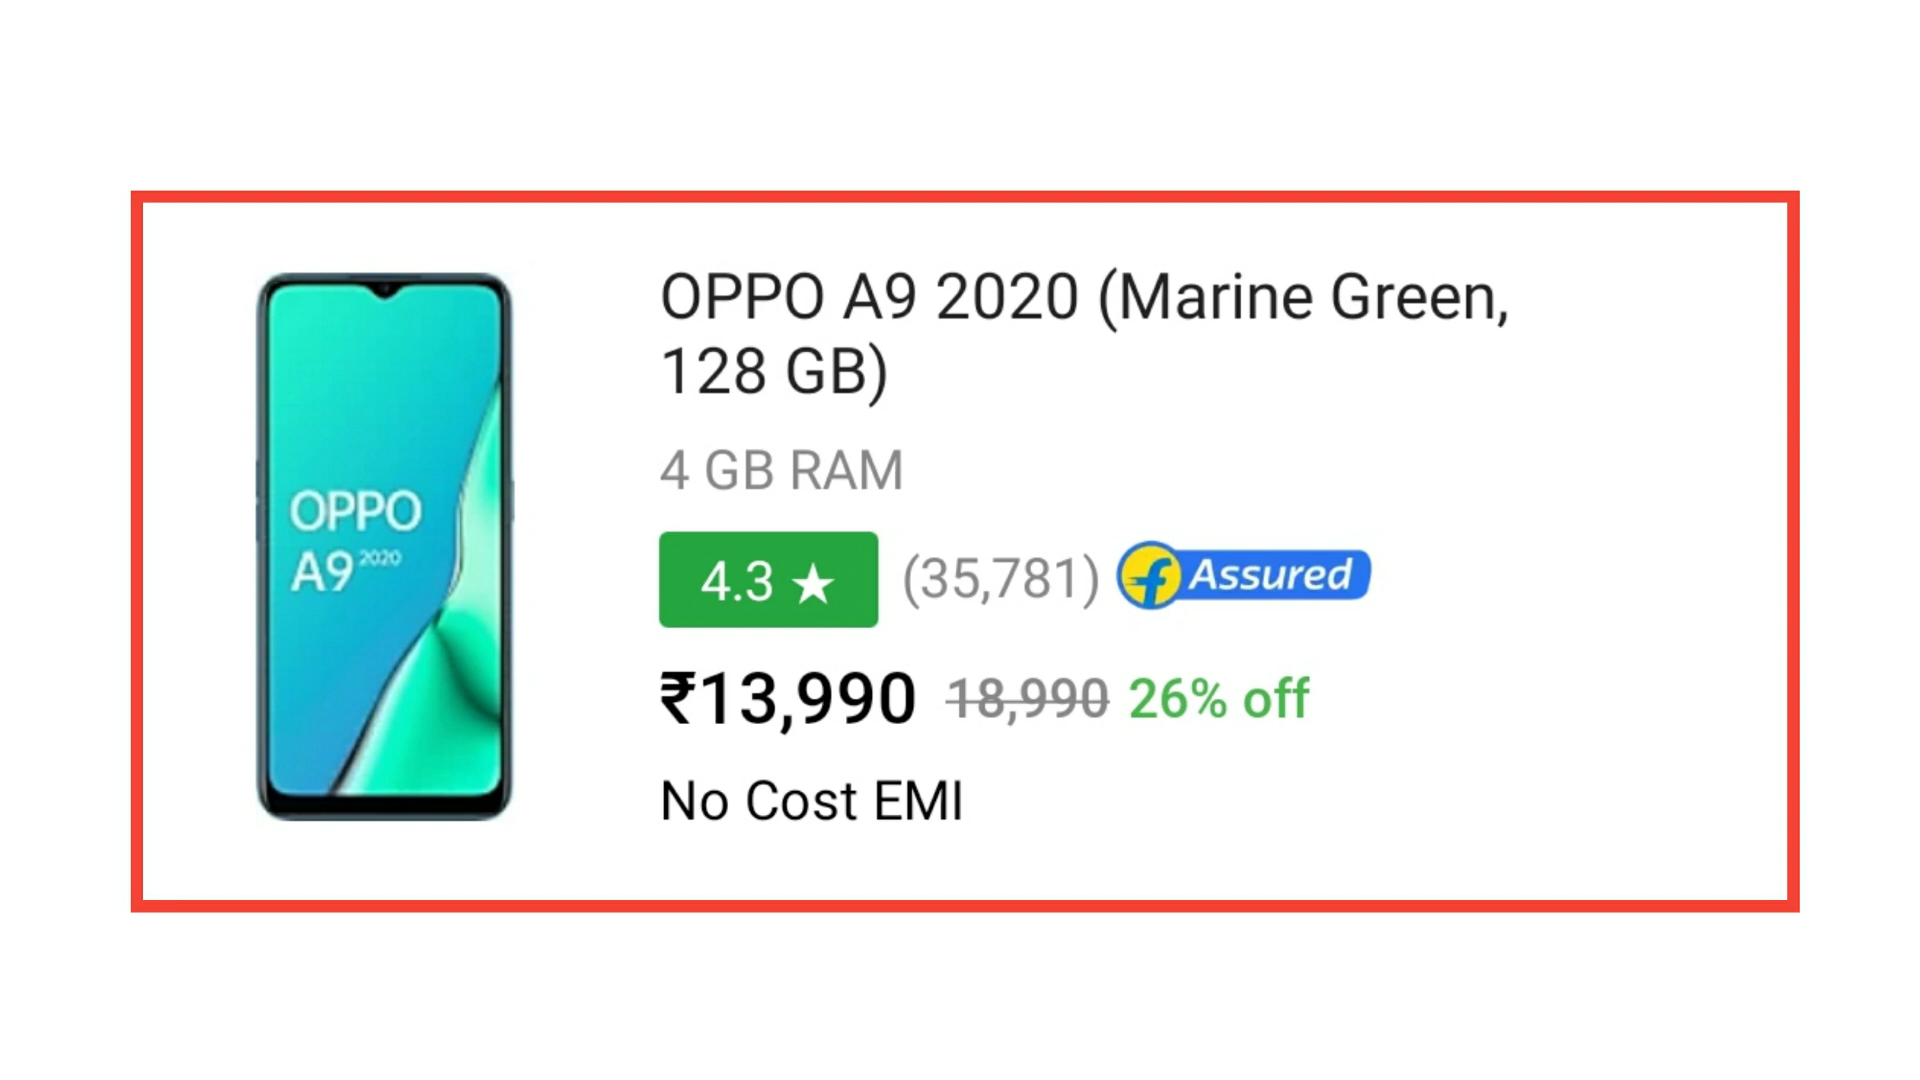 OPPO A9 2020 (Marine Green,
128 GB)
4 GB RAM
4.3 ★ (35,781) f Assured
₹13,990 18,990 26% off
No Cost EMI
OPPO
A9 2020